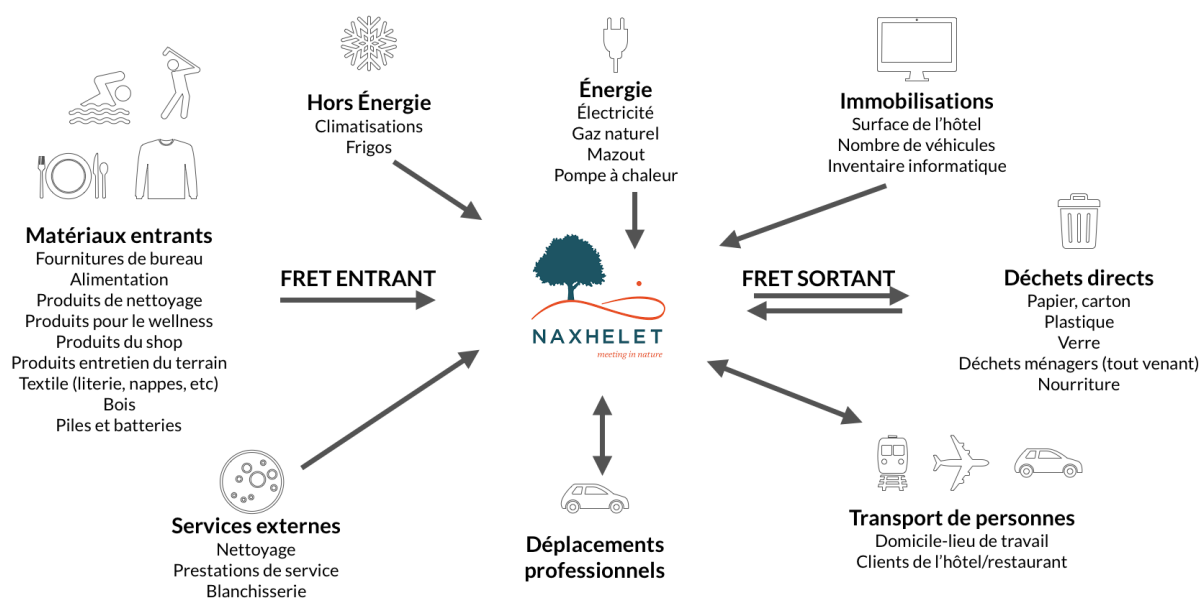 Hors Énergie
Climatisations
Frigos
Énergie
Électricité
Gaz naturel
Mazout
Pompe à chaleur
Immobilisations
Surface de l'hôtel
Nombre de véhicules
Inventaire informatique
Matériaux entrants
Fournitures de bureau
Alimentation
Produits de nettoyage
Produits pour le wellness
Produits du shop
Produits entretien du terrain
Textile (literie, nappes, etc)
Bois
Piles et batteries
FRET ENTRANT
NAXHELET
meeting in nature
FRET SORTANT
Déchets directs
Papier, carton
Plastique
Verre
Déchets ménagers (tout venant)
Nourriture
Services externes
Nettoyage
Prestations de service
Blanchisserie
Déplacements
professionnels
Transport de personnes
Domicile-lieu de travail
Clients de l'hôtel/restaurant